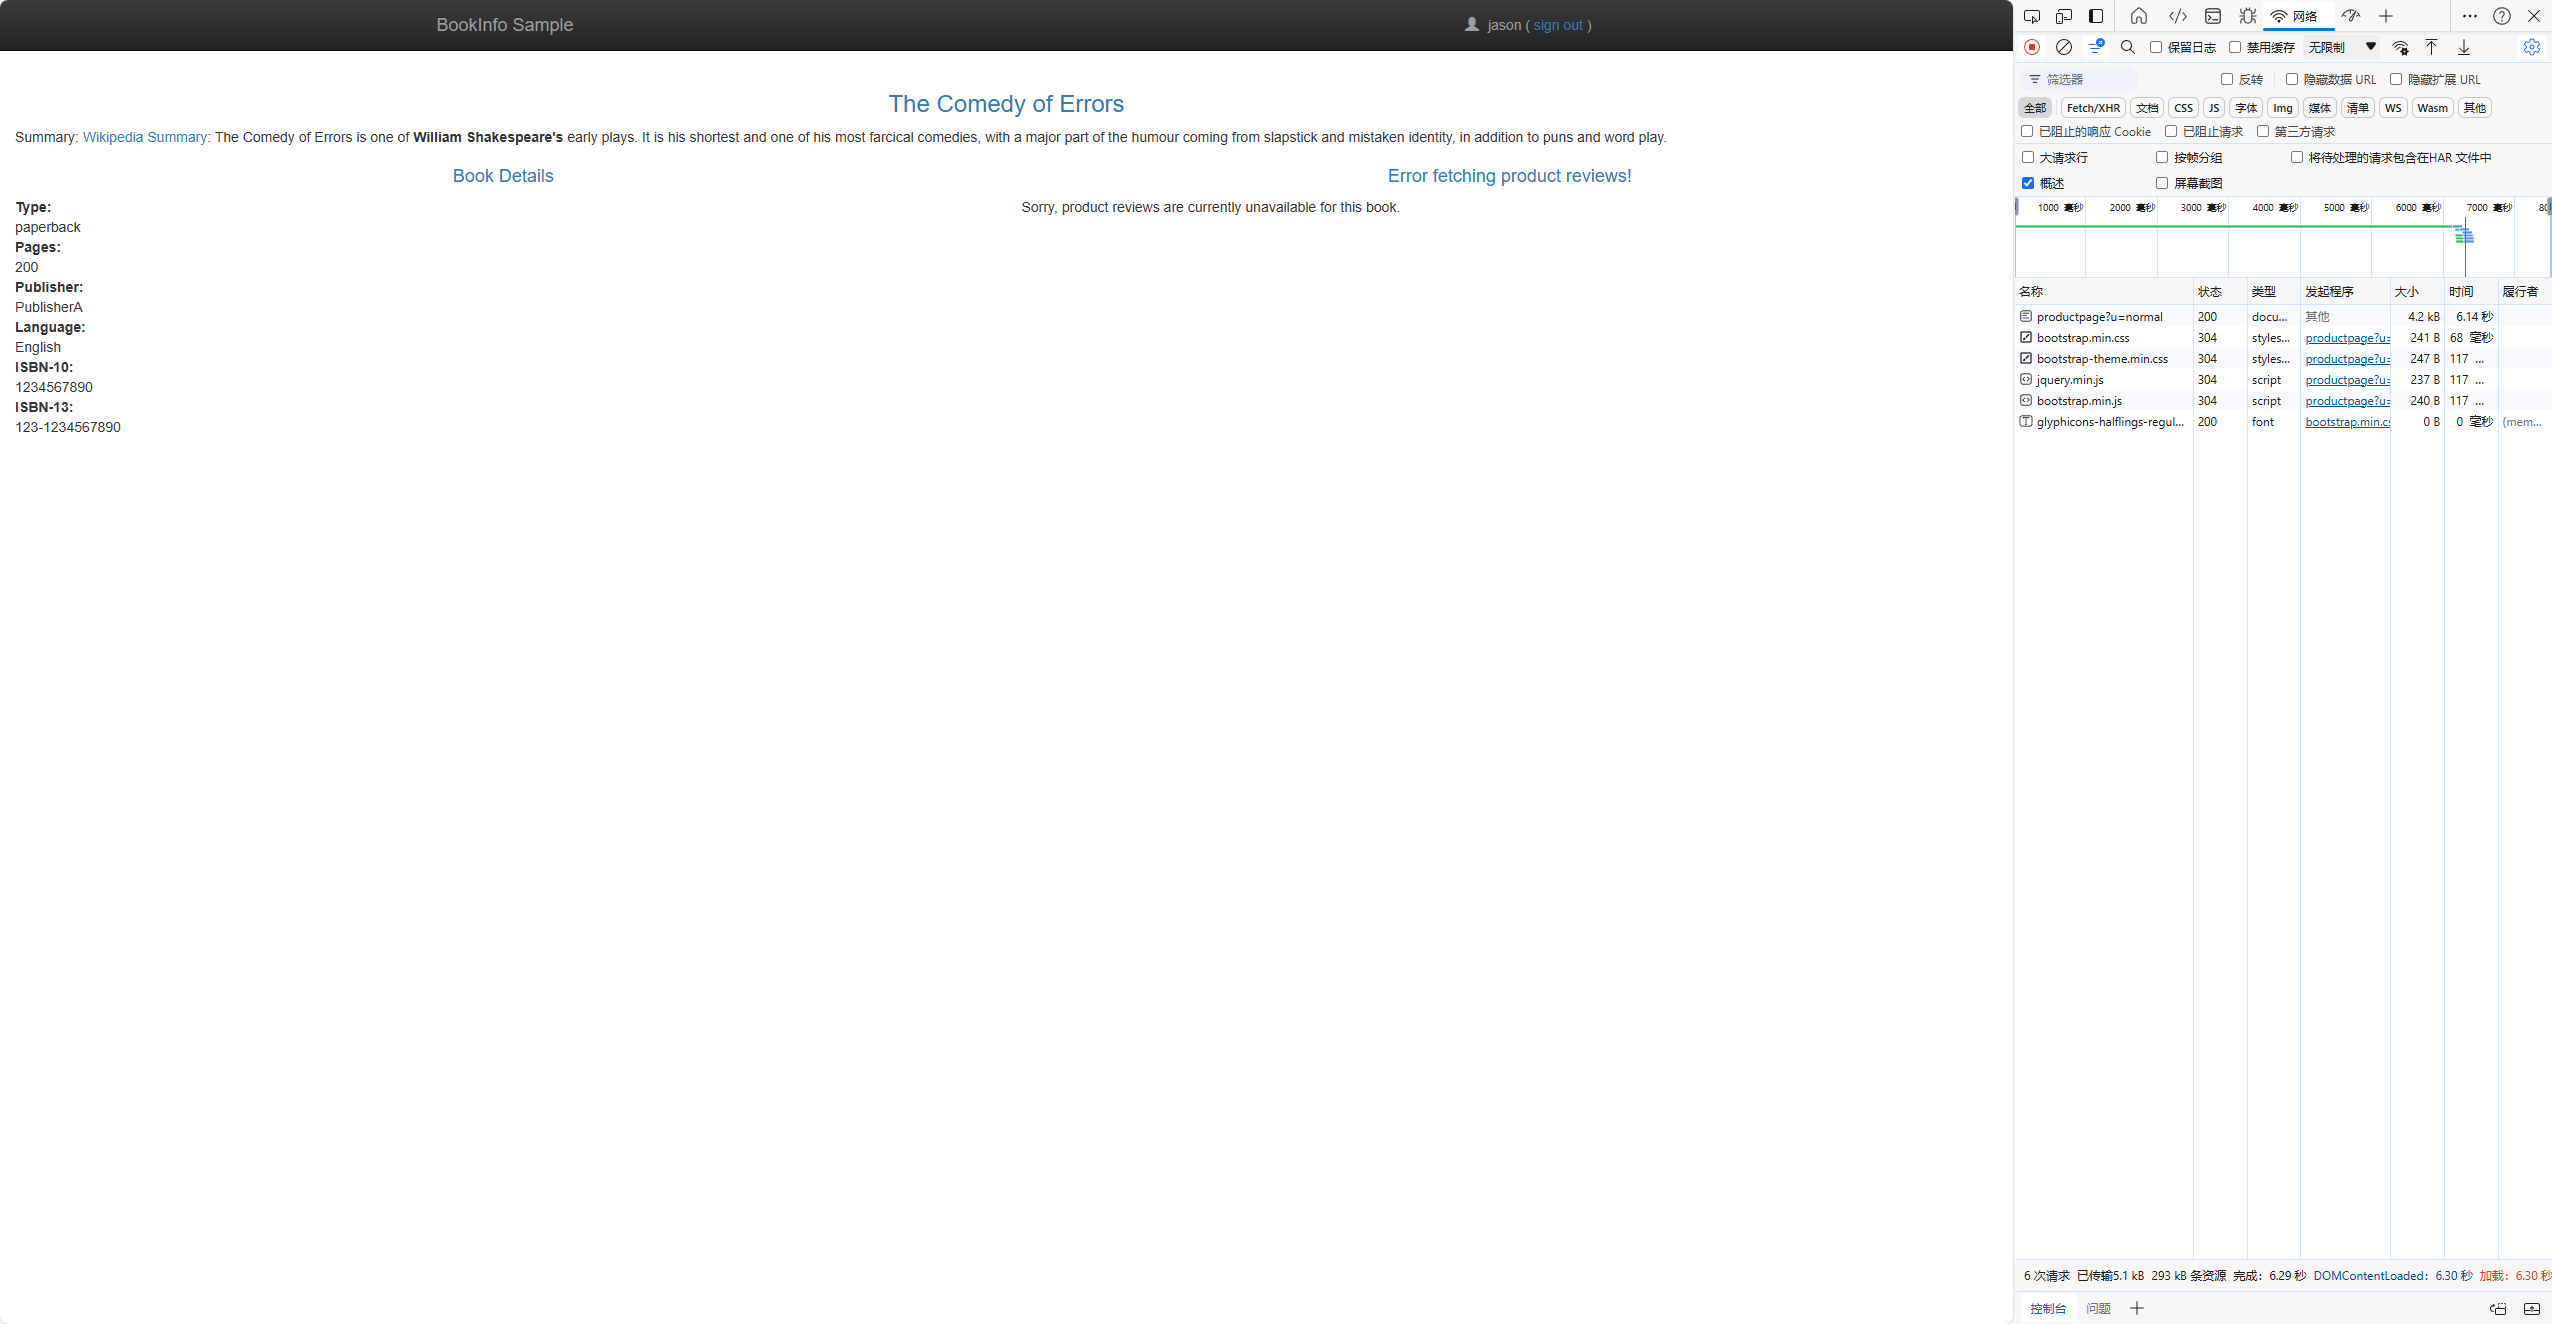 BookInfo Sample
jason ( sign out )
The Comedy of Errors
Summary: Wikipedia Summary: The Comedy of Errors is one of William Shakespeare's early plays. It is his shortest and one of his most farcical comedies, with a major part of the humour coming from slapstick and mistaken identity, in addition to puns and word play.
Book Details
Type:
paperback
Pages:
200
Publisher:
PublisherA
Language:
English
ISBN-10:
1234567890
ISBN-13:
123-1234567890
Error fetching product reviews!
Sorry, product reviews are currently unavailable for this book.
网络
保留日志 禁用缓存 无限制
筛选器 反转 隐藏数据 URL 隐藏扩展 URL
全部 Fetch/XHR 文档 CSS JS 字体 Img 媒体 清单 WS Wasm 其他
已阻止的响应 Cookie 已阻止请求 第三方请求
大请求行 按帧分组 将待处理的请求包含在HAR 文件中
概述 屏幕截图
1000 毫秒 2000 毫秒 3000 毫秒 4000 毫秒 5000 毫秒 6000 毫秒 7000 毫秒 80
名称 状态 类型 发起程序 大小 时间 履行者
productpage?u=normal 200 docu... 其他 4.2 kB 6.14 秒
bootstrap.min.css 304 styles... productpage?u= 241 B 68 毫秒
bootstrap-theme.min.css 304 styles... productpage?u= 247 B 117 ...
jquery.min.js 304 script productpage?u= 237 B 117 ...
bootstrap.min.js 304 script productpage?u= 240 B 117 ...
glyphicons-halflings-regul... 200 font bootstrap.min.cs 0 B 0 毫秒 (mem...
6 次请求 已传输5.1 kB 293 kB 条资源 完成：6.29 秒 DOMContentLoaded：6.30 秒 加载：6.30 秒
控制台 问题